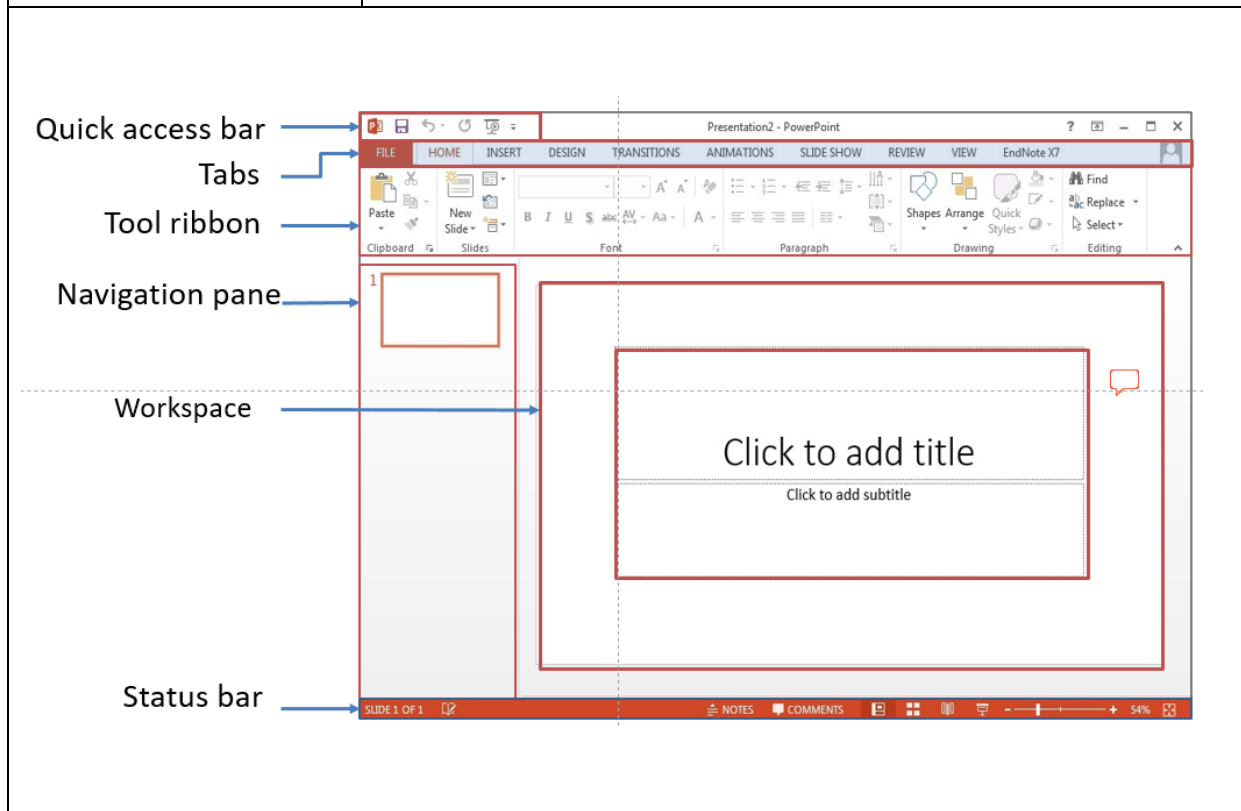 Quick access bar
Presentation2 - PowerPoint
?
Tabs
FILE HOME INSERT DESIGN TRANSITIONS ANIMATIONS SLIDE SHOW REVIEW VIEW EndNote X7
Tool ribbon
Paste
New
Slide
B I U S abc AV Aa A
A A
Shapes Arrange Quick
Styles
Find
abc Replace
Select
Clipboard Slides Font Paragraph Drawing Editing
Navigation pane
1
Workspace
Click to add title
Click to add subtitle
Status bar
SLIDE 1 OF 1 NOTES COMMENTS - + 54%